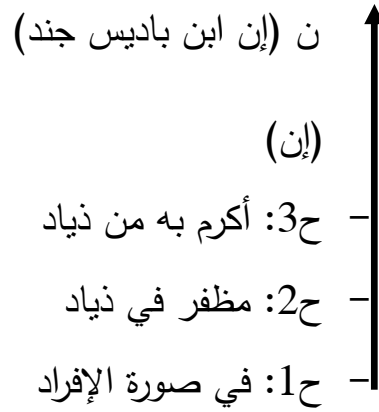 ن (إن ابن باديس جند)
(إن)
ح3: أكرم به من ذياد
ح2: مظفر في ذياد
ح1: في صورة الإفراد